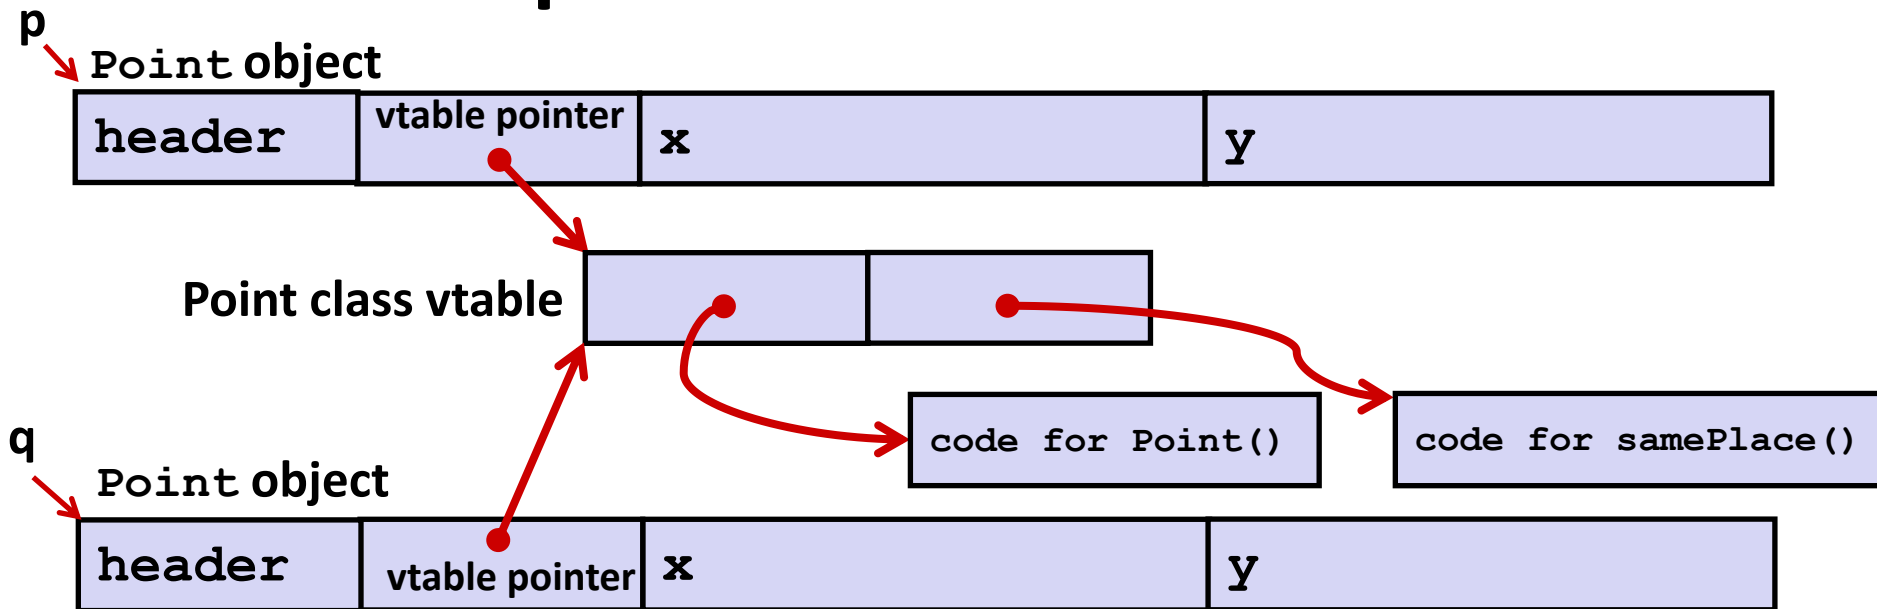 p
Point object
header
vtable pointer
x
y
Point class vtable
code for Point()
code for samePlace()
q
Point object
header
vtable pointer
x
y